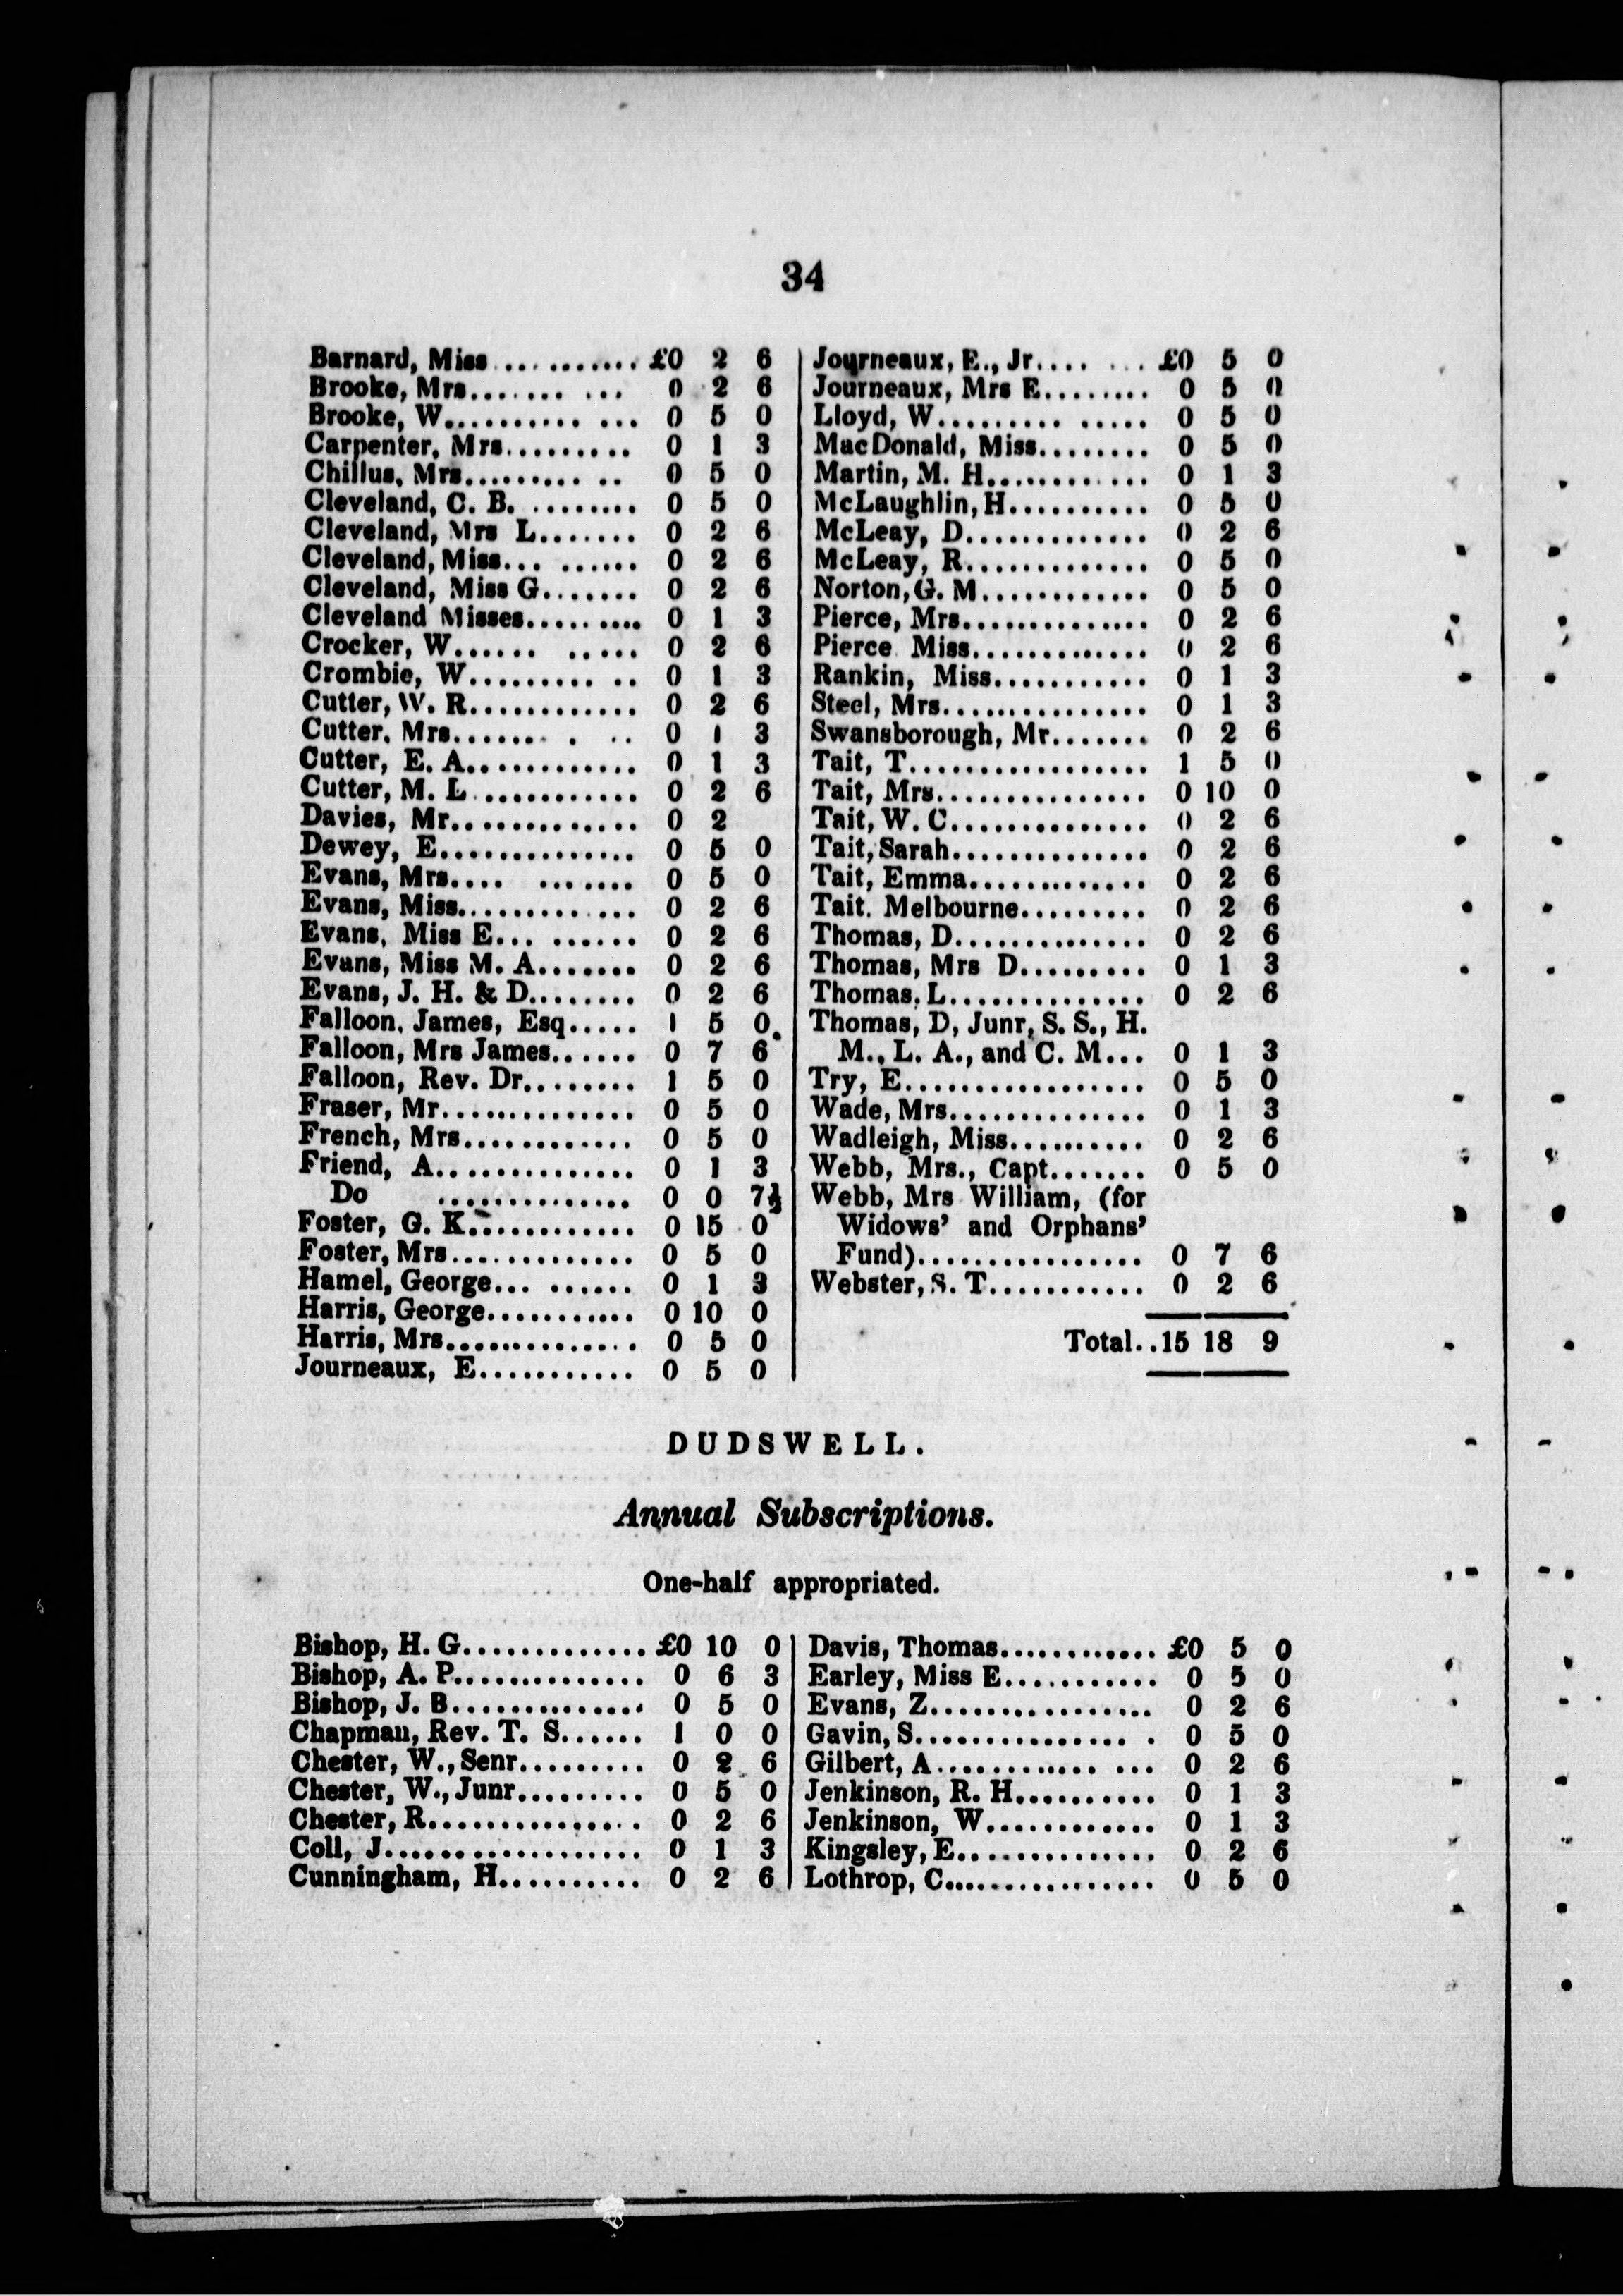 34
Barnard, Miss............ £0 2 6
Brooke, Mrs....... ... 0 2 6
Brooke, W.......... ... 0 5 0
Carpenter, Mrs......... 0 1 3
Chillus, Mrs......... .. 0 5 0
Cleveland, C. B. ........ 0 5 0
Cleveland, Mrs L....... 0 2 6
Cleveland, Miss... ...... 0 2 6
Cleveland, Miss G....... 0 2 6
Cleveland Misses......... 0 1 3
Crocker, W...... ..... 0 2 6
Crombie, W......... .. 0 1 3
Cutter, W. R............ 0 2 6
Cutter, Mrs....... . .. 0 1 3
Cutter, E. A............ 0 1 3
Cutter, M. L............ 0 2 6
Davies, Mr............. 0 2
Dewey, E.............. 0 5 0
Evans, Mrs.... ........ 0 5 0
Evans, Miss............. 0 2 6
Evans, Miss E... ...... 0 2 6
Evans, Miss M. A....... 0 2 6
Evans, J. H. & D........ 0 2 6
Falloon, James, Esq..... 1 5 0
Falloon, Mrs James...... 0 7 6
Falloon, Rev. Dr........ 1 5 0
Fraser, Mr.............. 0 5 0
French, Mrs............ 0 5 0
Friend, A.............. 0 1 3
Do .............. 0 0 7½
Foster, G. K............ 0 15 0
Foster, Mrs............. 0 5 0
Hamel, George... ...... 0 1 3
Harris, George............ 0 10 0
Harris, Mrs.............. 0 5 0
Journeaux, E........... 0 5 0
Journeaux, E., Jr.... ... £0 5 0
Journeaux, Mrs E........ 0 5 0
Lloyd, W......... ..... 0 5 0
MacDonald, Miss........ 0 5 0
Martin, M. H............ 0 1 3
McLaughlin, H.......... 0 5 0
McLeay, D............. 0 2 6
McLeay, R............. 0 5 0
Norton, G. M............ 0 5 0
Pierce, Mrs.............. 0 2 6
Pierce Miss............. 0 2 6
Rankin, Miss........... 0 1 3
Steel, Mrs............... 0 1 3
Swansborough, Mr....... 0 2 6
Tait, T................. 1 5 0
Tait, Mrs............... 0 10 0
Tait, W. C.............. 0 2 6
Tait, Sarah.............. 0 2 6
Tait, Emma............. 0 2 6
Tait. Melbourne......... 0 2 6
Thomas, D.............. 0 2 6
Thomas, Mrs D......... 0 1 3
Thomas, L.............. 0 2 6
Thomas, D, Junr, S. S., H.
M., L. A., and C. M... 0 1 3
Try, E................. 0 5 0
Wade, Mrs.............. 0 1 3
Wadleigh, Miss.......... 0 2 6
Webb, Mrs., Capt....... 0 5 0
Webb, Mrs William, (for
Widows' and Orphans'
Fund)................ 0 7 6
Webster, S. T........... 0 2 6
Total..15 18 9
DUDSWELL.
Annual Subscriptions.
One-half appropriated.
Bishop, H. G.............. £0 10 0
Bishop, A. P.............. 0 6 3
Bishop, J. B.............. 0 5 0
Chapman, Rev. T. S...... 1 0 0
Chester, W., Senr......... 0 2 6
Chester, W., Junr......... 0 5 0
Chester, R............... 0 2 6
Coll, J................... 0 1 3
Cunningham, H.......... 0 2 6
Davis, Thomas............ £0 5 0
Earley, Miss E........... 0 5 0
Evans, Z................ 0 2 6
Gavin, S............... . 0 5 0
Gilbert, A............ ... 0 2 6
Jenkinson, R. H.......... 0 1 3
Jenkinson, W............ 0 1 3
Kingsley, E.............. 0 2 6
Lothrop, C................ 0 5 0